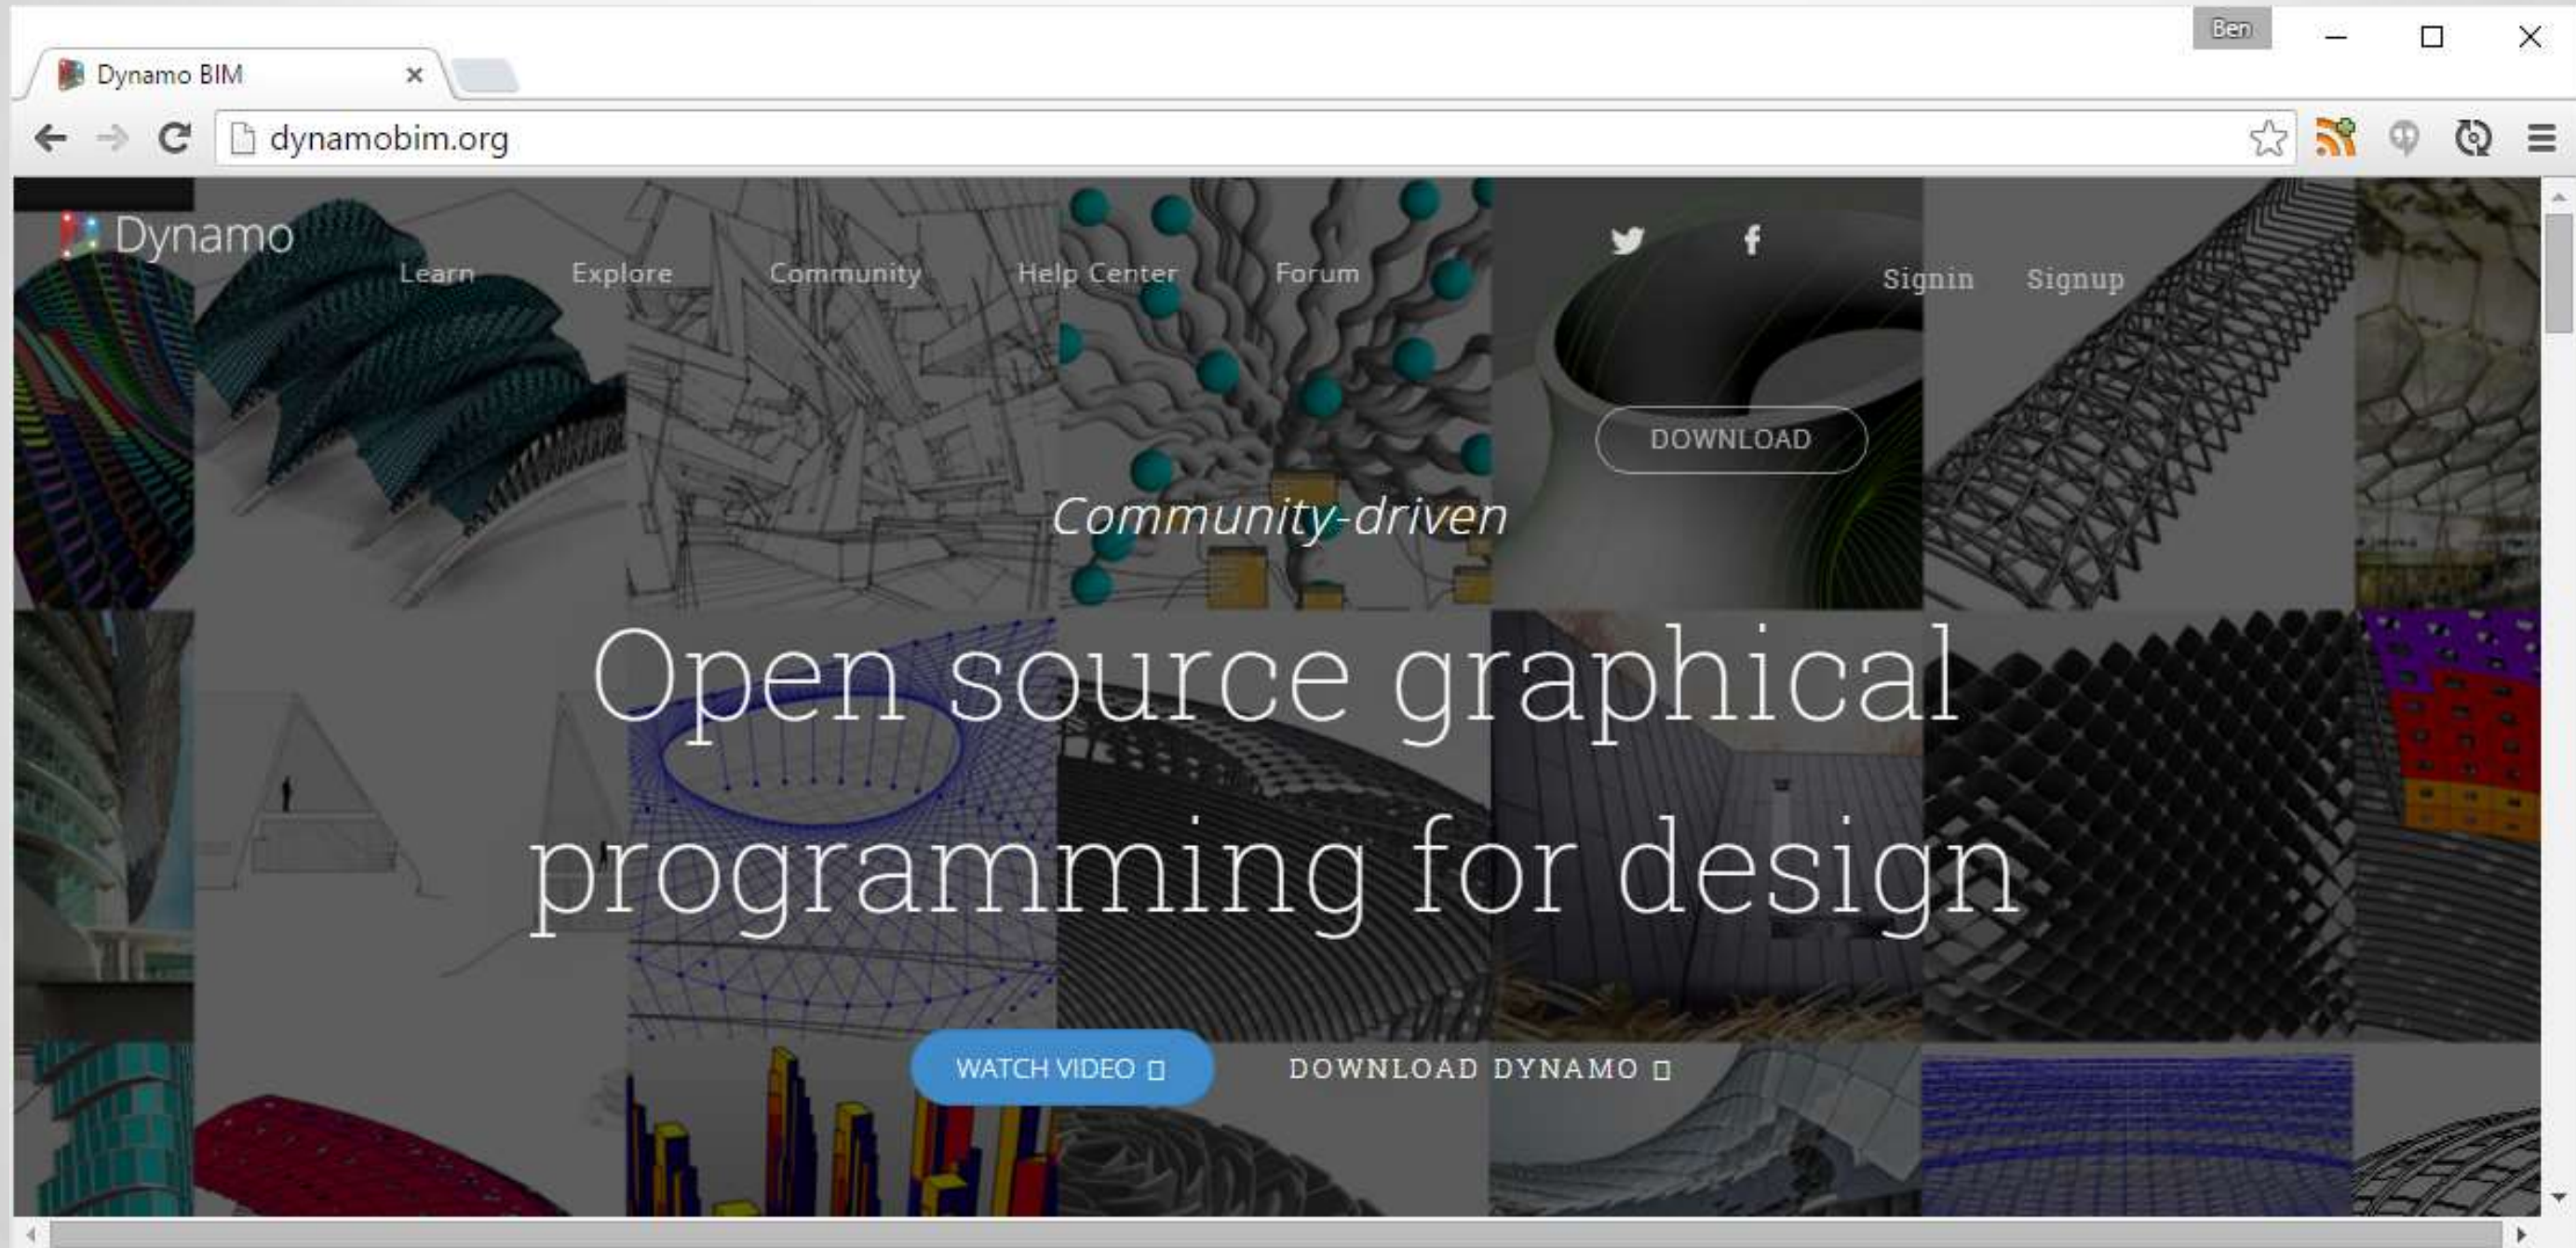 Ben
Dynamo BIM
dynamobim.org
Dynamo
Learn Explore Community Help Center Forum
Signin Signup
DOWNLOAD
Community-driven
Open source graphical
programming for design
WATCH VIDEO
DOWNLOAD DYNAMO